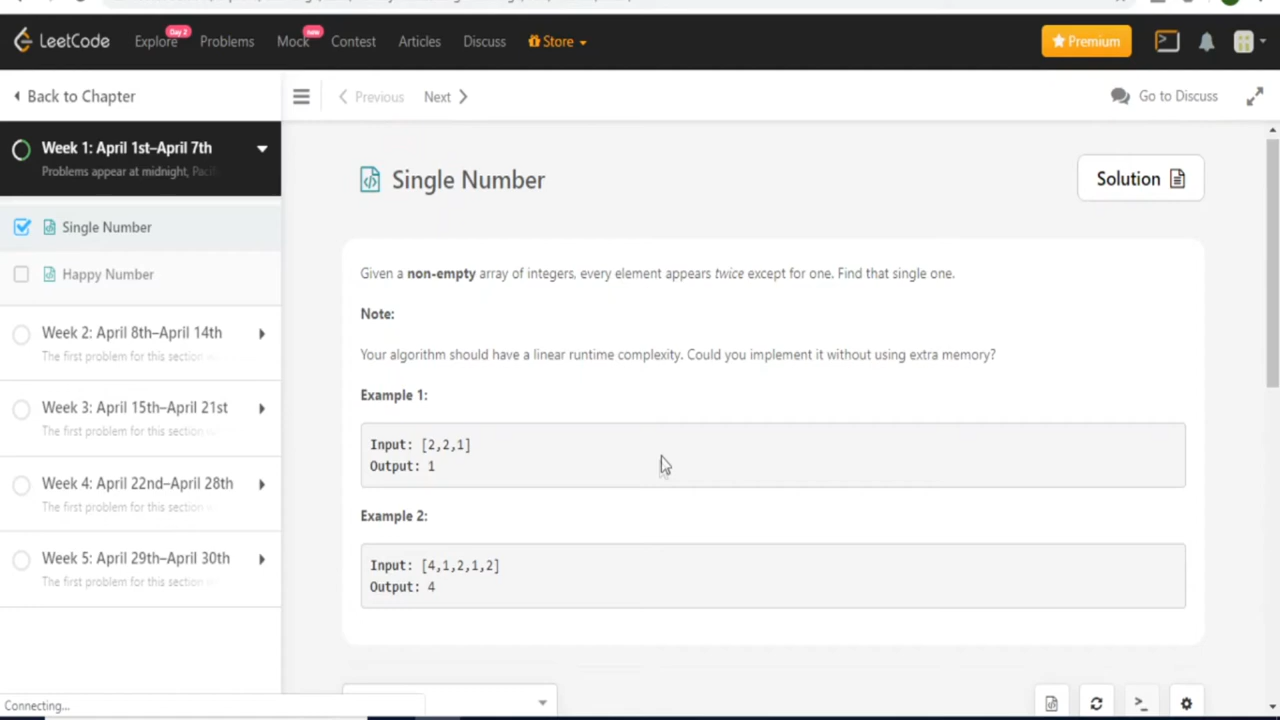 LeetCode Explore Day 2 Problems Mock new Contest Articles Discuss Store Premium
Back to Chapter
Previous Next Go to Discuss
Week 1: April 1st–April 7th
Problems appear at midnight,
Single Number
Happy Number
Week 2: April 8th–April 14th
The first problem for this section
Week 3: April 15th–April 21st
The first problem for this section
Week 4: April 22nd–April 28th
The first problem for this section
Week 5: April 29th–April 30th
The first problem for this section
Single Number
Solution
Given a non-empty array of integers, every element appears twice except for one. Find that single one.
Note:
Your algorithm should have a linear runtime complexity. Could you implement it without using extra memory?
Example 1:
Input: [2,2,1]
Output: 1
Example 2:
Input: [4,1,2,1,2]
Output: 4
Connecting...